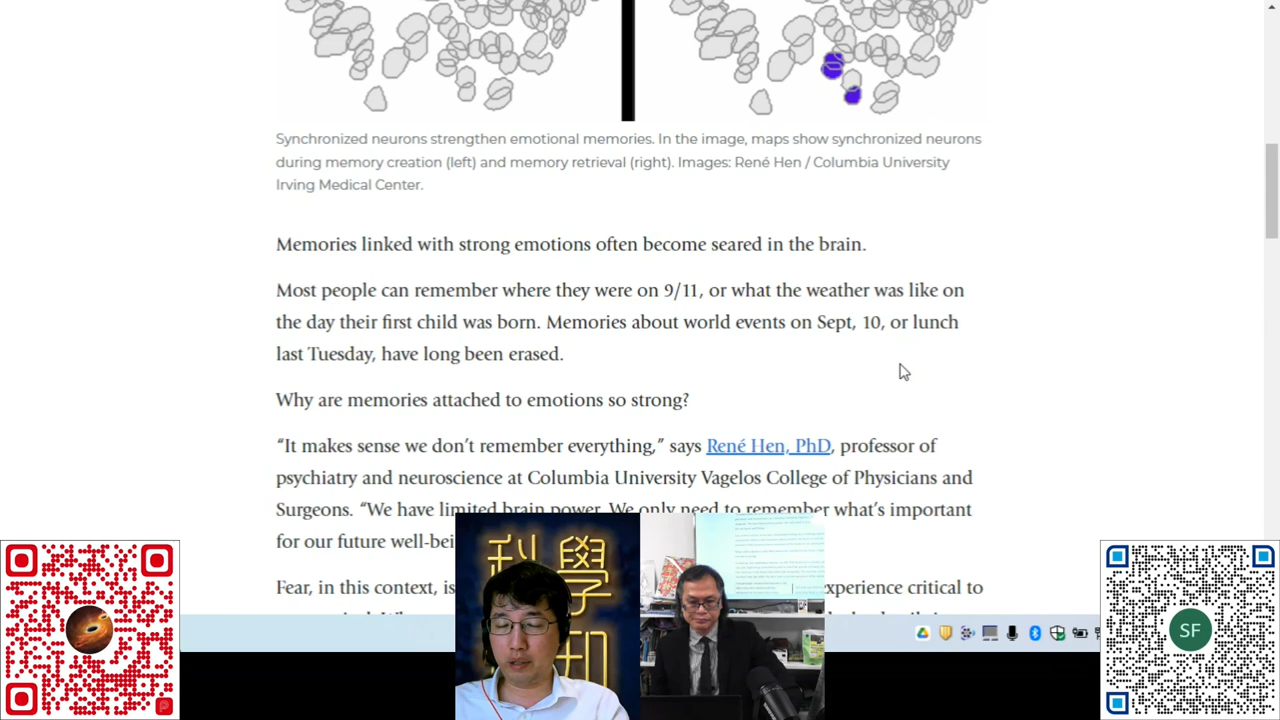 Synchronized neurons strengthen emotional memories. In the image, maps show synchronized neurons
during memory creation (left) and memory retrieval (right). Images: René Hen / Columbia University
Irving Medical Center.
Memories linked with strong emotions often become seared in the brain.
Most people can remember where they were on 9/11, or what the weather was like on
the day their first child was born. Memories about world events on Sept, 10, or lunch
last Tuesday, have long been erased.
Why are memories attached to emotions so strong?
“It makes sense we don’t remember everything,” says René Hen, PhD, professor of
psychiatry and neuroscience at Columbia University Vagelos College of Physicians and
Surgeons. “We have limited brain power. We only need to remember what’s important
for our future well-bei
Fear, in this context, is
experience critical to
學
SF